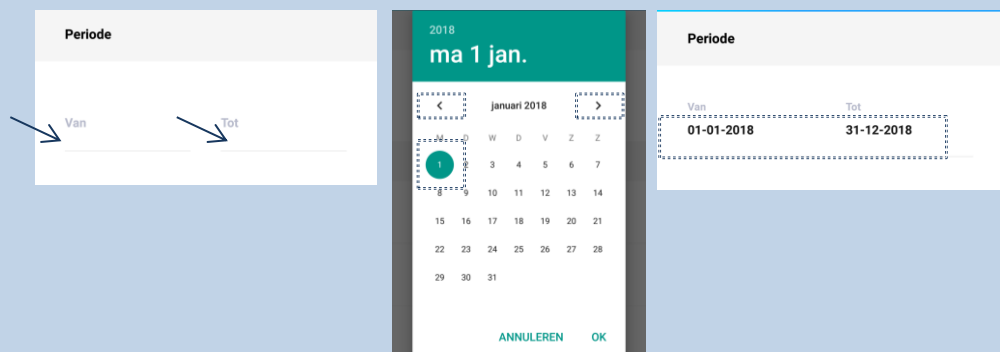 Periode
Van Tot
2018
ma 1 jan.
januari 2018
M D W D V Z Z
1 2 3 4 5 6 7
8 9 10 11 12 13 14
15 16 17 18 19 20 21
22 23 24 25 26 27 28
29 30 31
ANNULEREN OK
Periode
Van Tot
01-01-2018 31-12-2018